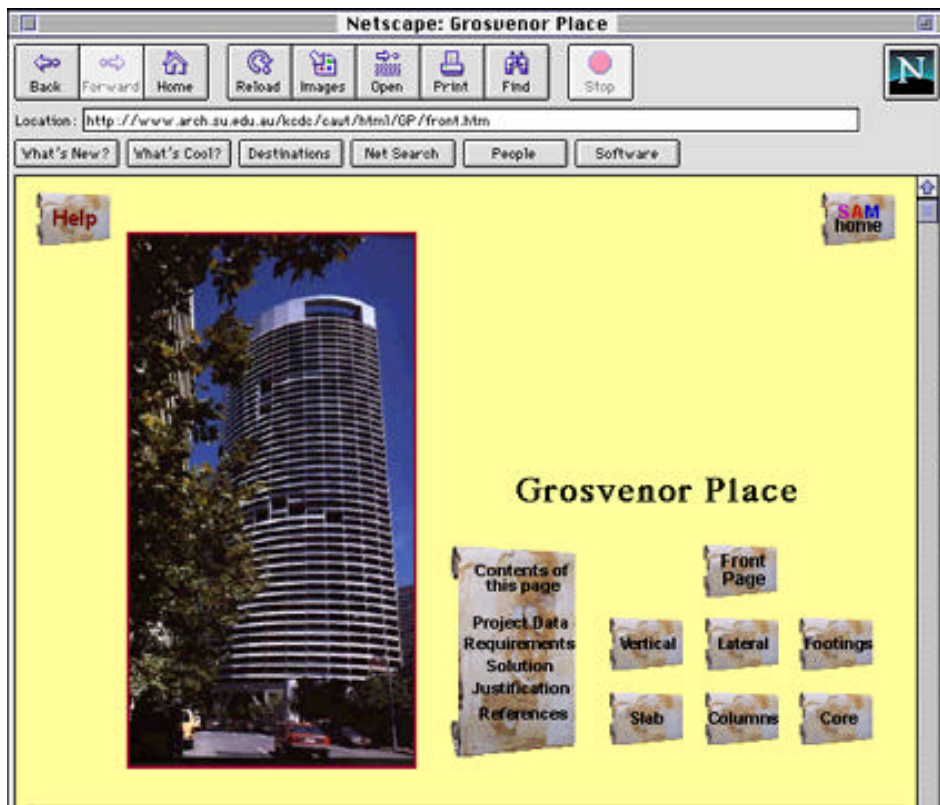 Netscape: Grosvenor Place
Back Forward Home Reload Images Open Print Find Stop
N
Location: http://www.arch.su.edu.au/kcdc/caut/html/GP/front.htm
What's New? What's Cool? Destinations Net Search People Software
Help
SAM
home
Grosvenor Place
Contents of
this page
Project Data
Requirements
Solution
Justification
References
Front
Page
Vertical Lateral Footings
Slab Columns Core